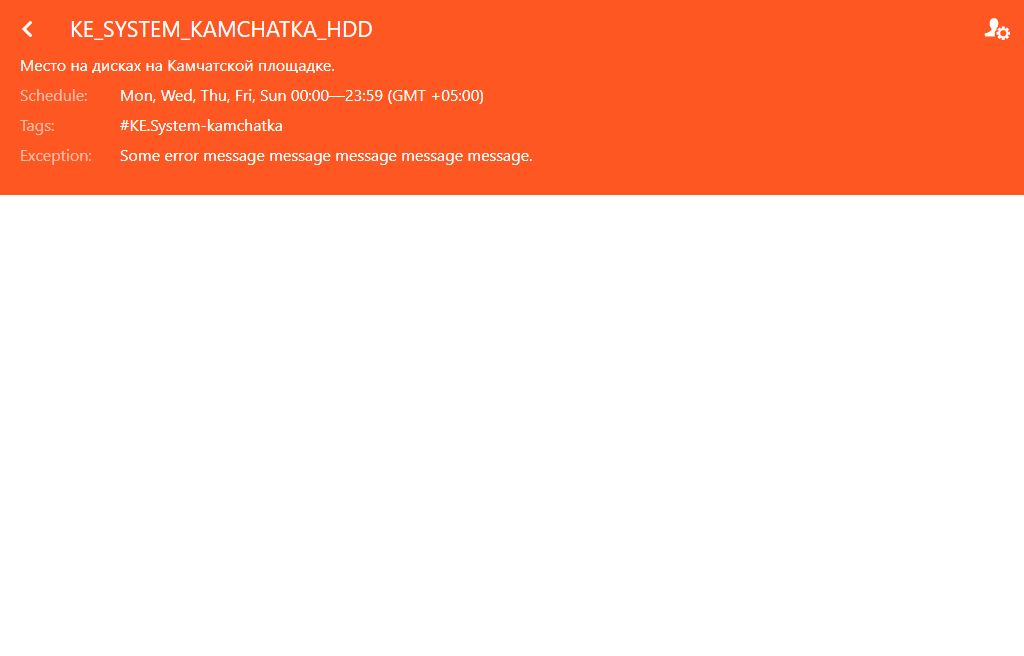 KE_SYSTEM_KAMCHATKA_HDD
Место на дисках на Камчатской площадке.
Schedule: Mon, Wed, Thu, Fri, Sun 00:00—23:59 (GMT +05:00)
Tags: #KE.System-kamchatka
Exception: Some error message message message message message.